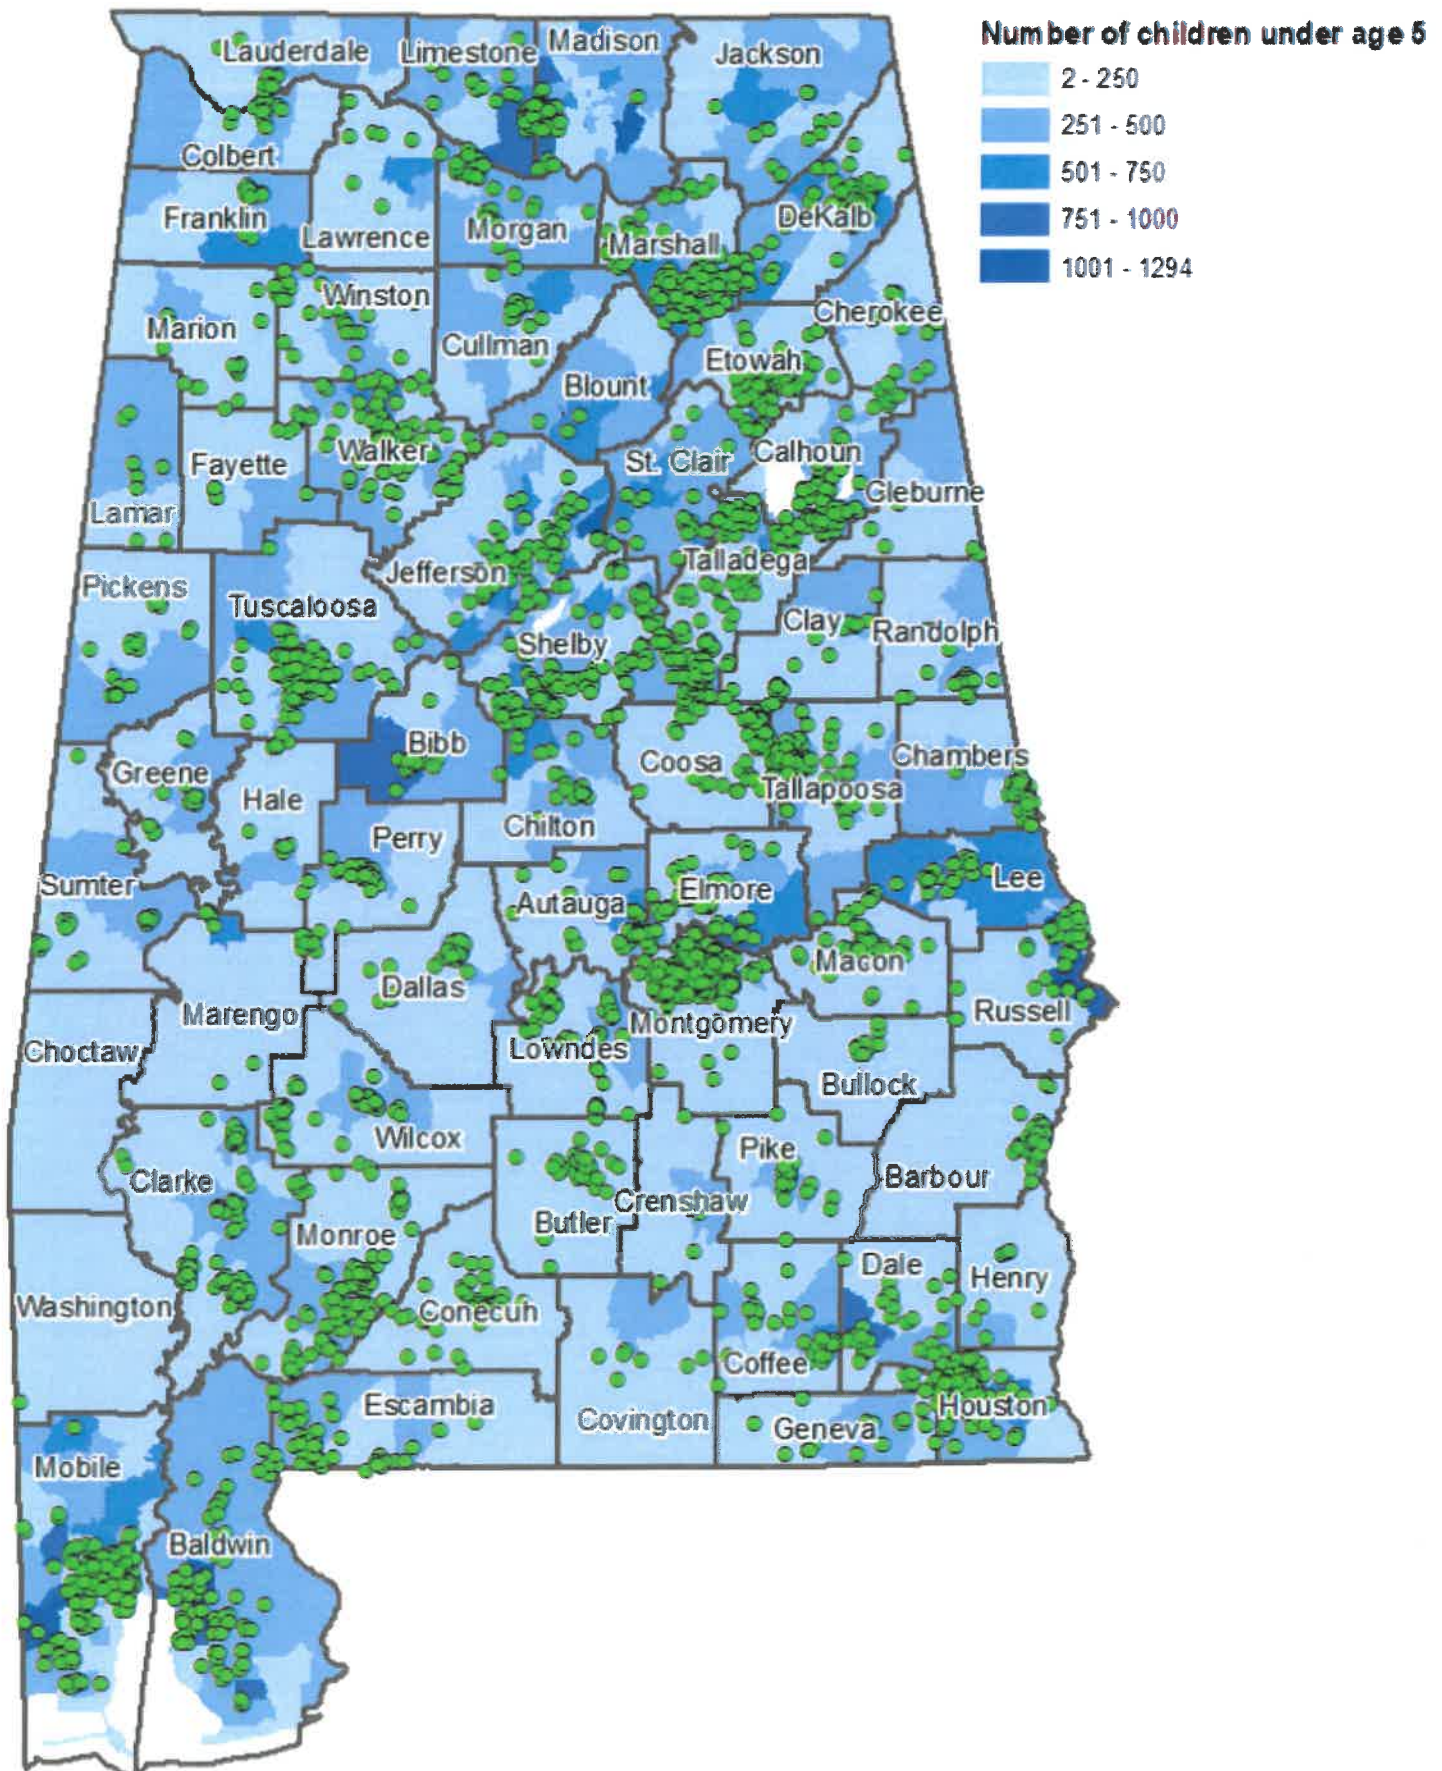 Number of children under age 5
2 - 250
251 - 500
501 - 750
751 - 1000
1001 - 1294
Lauderdale
Limestone
Madison
Jackson
Colbert
Franklin
Lawrence
Morgan
Marshall
DeKalb
Winston
Marion
Cullman
Cherokee
Etowah
Blount
Walker
Fayette
St. Clair
Calhoun
Cleburne
Lamar
Jefferson
Talladega
Pickens
Tuscaloosa
Shelby
Clay
Randolph
Bibb
Greene
Hale
Coosa
Chambers
Tallapoosa
Perry
Chilton
Sumter
Autauga
Elmore
Lee
Macon
Dallas
Marengo
Montgomery
Russell
Choctaw
Lowndes
Bullock
Wilcox
Pike
Clarke
Barbour
Crenshaw
Butler
Monroe
Dale
Henry
Washington
Conecuh
Coffee
Escambia
Covington
Geneva
Houston
Mobile
Baldwin